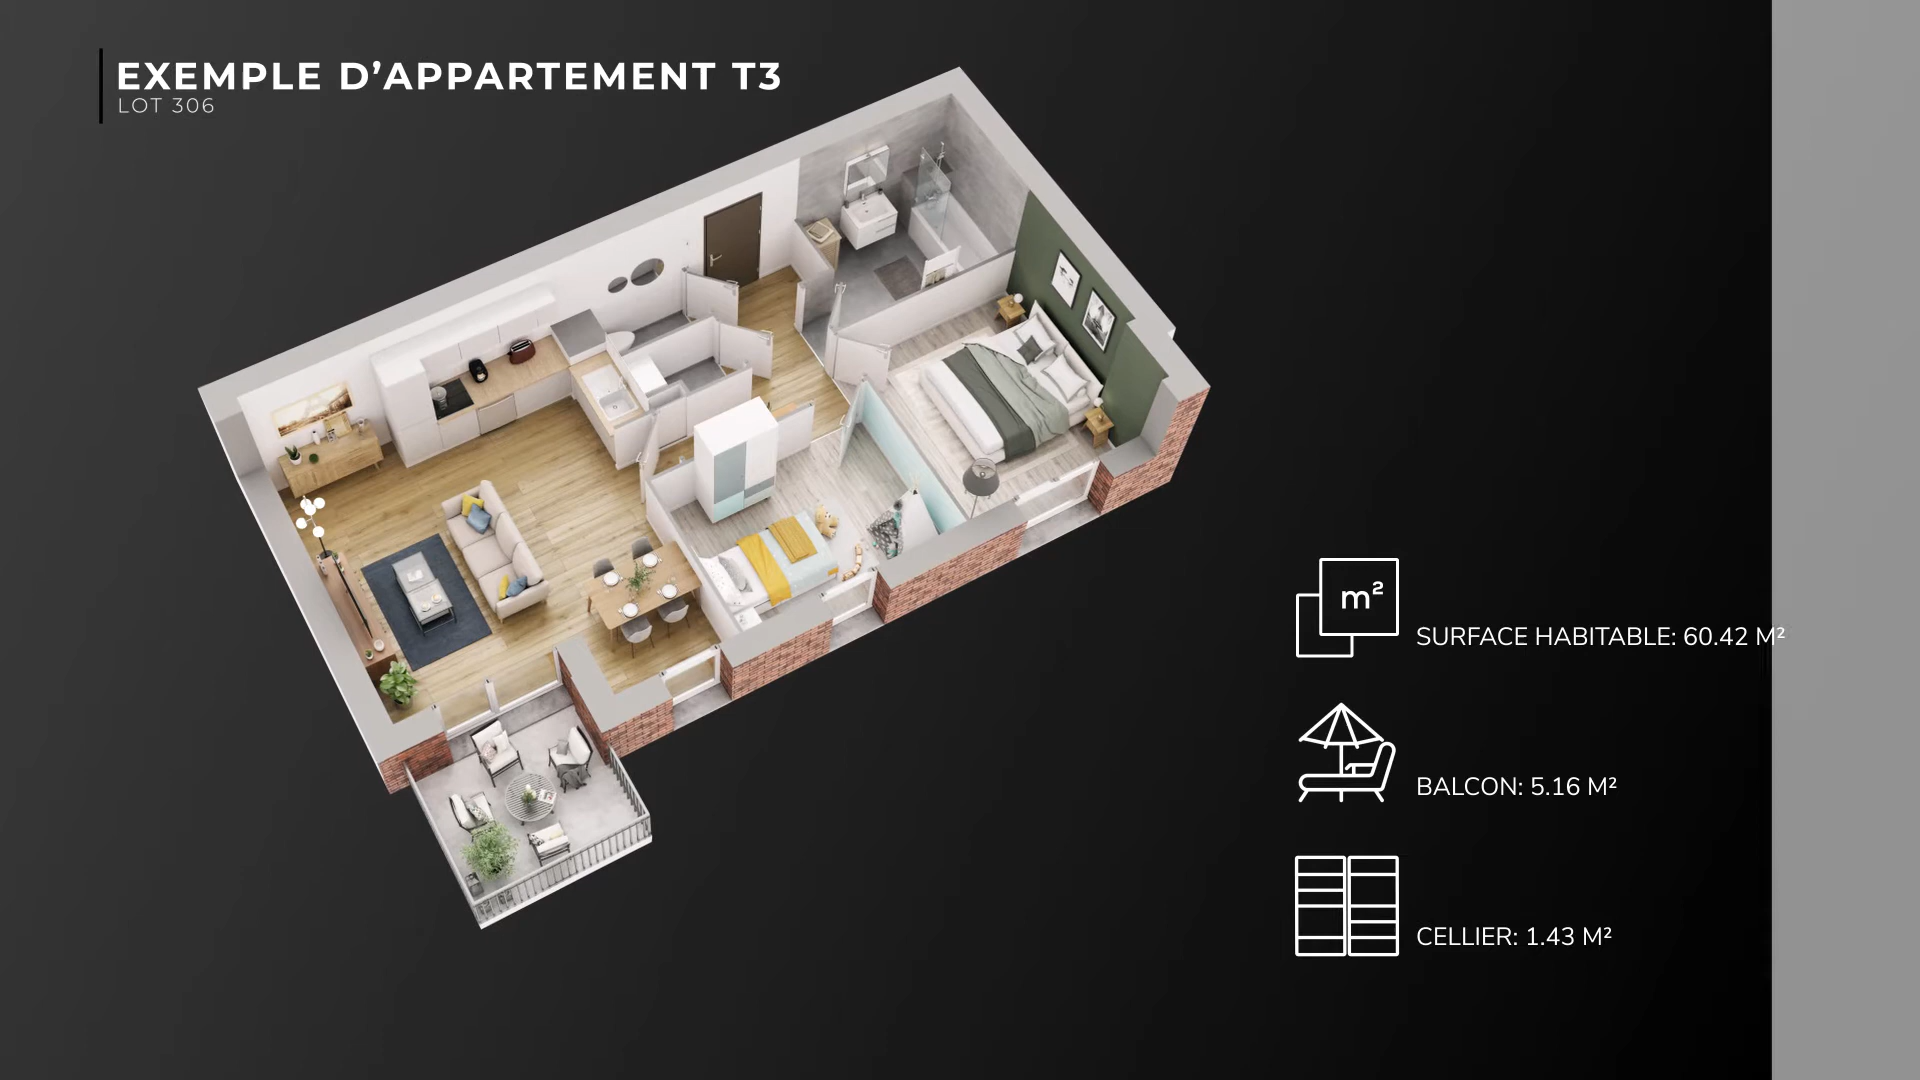 EXEMPLE D’APPARTEMENT T3
LOT 306
m²
SURFACE HABITABLE: 60.42 M²
BALCON: 5.16 M²
CELLIER: 1.43 M²